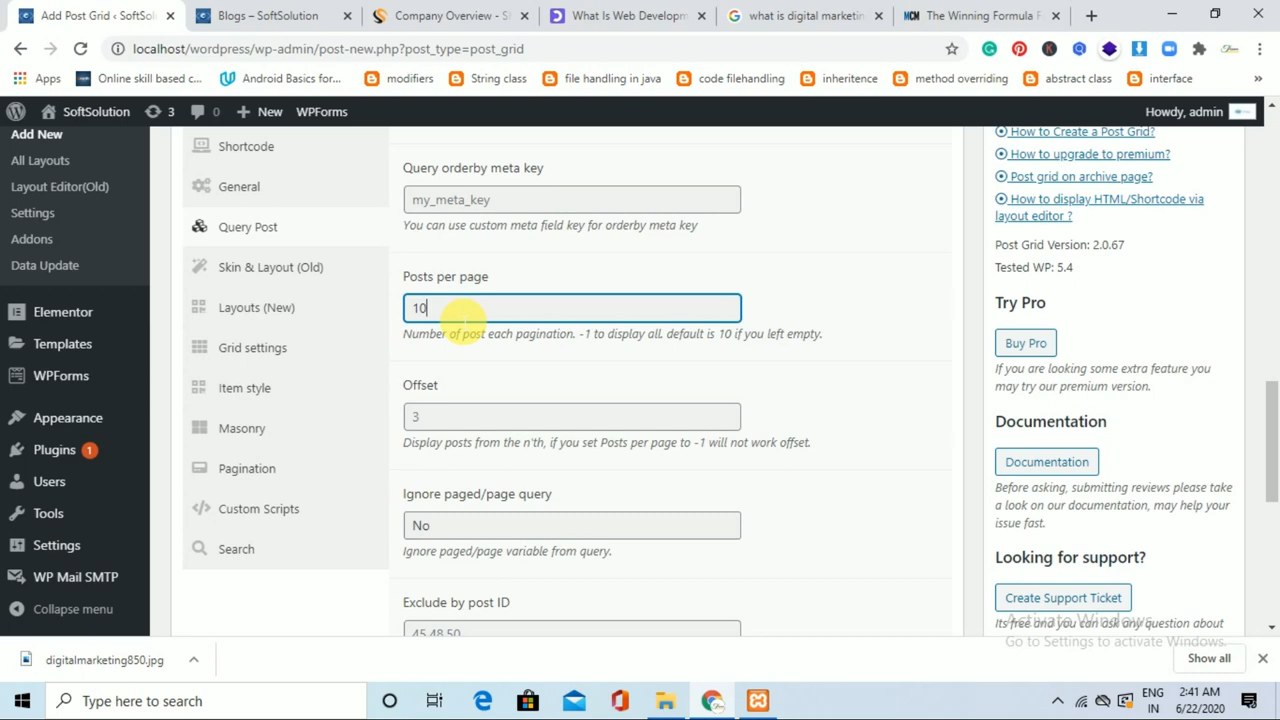 Add Post Grid ‹ SoftSol
Blogs – SoftSolution
Company Overview - S
What Is Web Developm
what is digital marketin
The Winning Formula F
localhost/wordpress/wp-admin/post-new.php?post_type=post_grid
Apps
Online skill based c...
Android Basics for...
modifiers
String class
file handling in java
code filehandling
inheritence
method overriding
abstract class
interface
SoftSolution
3
0
New
WPForms
Howdy, admin
Add New
All Layouts
Layout Editor(Old)
Settings
Addons
Data Update
Elementor
Templates
WPForms
Appearance
Plugins 1
Users
Tools
Settings
WP Mail SMTP
Collapse menu
Shortcode
General
Query Post
Skin & Layout (Old)
Layouts (New)
Grid settings
Item style
Masonry
Pagination
Custom Scripts
Search
Query orderby meta key
my_meta_key
You can use custom meta field key for orderby meta key
Posts per page
10
Number of post each pagination. -1 to display all. default is 10 if you left empty.
Offset
3
Display posts from the n'th, if you set Posts per page to -1 will not work offset.
Ignore paged/page query
No
Ignore paged/page variable from query.
Exclude by post ID
45,48,50
How to Create a Post Grid?
How to upgrade to premium?
Post grid on archive page?
How to display HTML/Shortcode via
layout editor ?
Post Grid Version: 2.0.67
Tested WP: 5.4
Try Pro
Buy Pro
If you are looking some extra feature you
may try our premium version.
Documentation
Documentation
Before asking, submitting reviews please take
a look on our documentation, may help your
issue fast.
Looking for support?
Create Support Ticket
Its free and you can ask any question about
Activate Windows
Go to Settings to activate Windows.
digitalmarketing850.jpg
Show all
Type here to search
ENG
IN
2:41 AM
6/22/2020